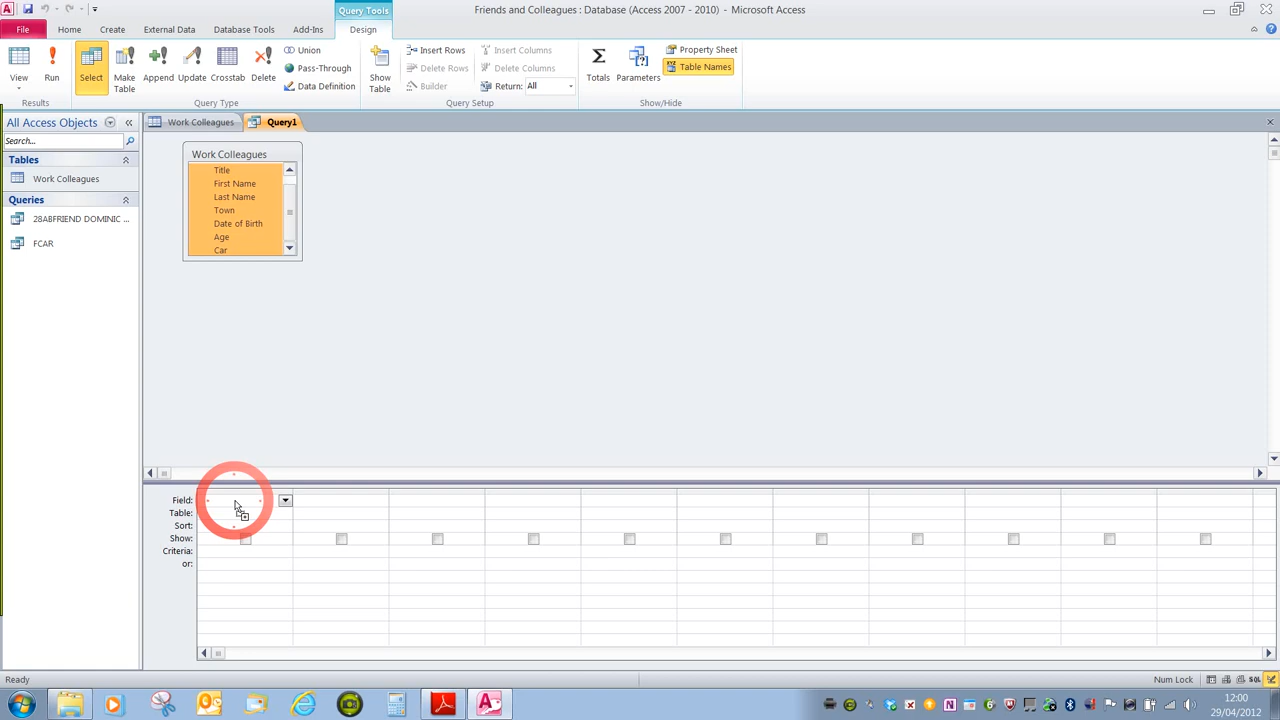 Query Tools
Friends and Colleagues : Database (Access 2007 - 2010) - Microsoft Access
File Home Create External Data Database Tools Add-Ins Design
View Run Select Make Table Append Update Crosstab Delete
Union
Pass-Through
Data Definition
Show Table
Insert Rows
Delete Rows
Builder
Insert Columns
Delete Columns
Return: All
Totals Parameters
Property Sheet
Table Names
Results Query Type Query Setup Show/Hide
All Access Objects
Search...
Tables
Work Colleagues
Queries
28ABFRIEND DOMINIC ...
FCAR
Work Colleagues Query1
Work Colleagues
Title
First Name
Last Name
Town
Date of Birth
Age
Car
Field:
Table:
Sort:
Show:
Criteria:
or:
Ready
Num Lock
SQL
12:00
29/04/2012